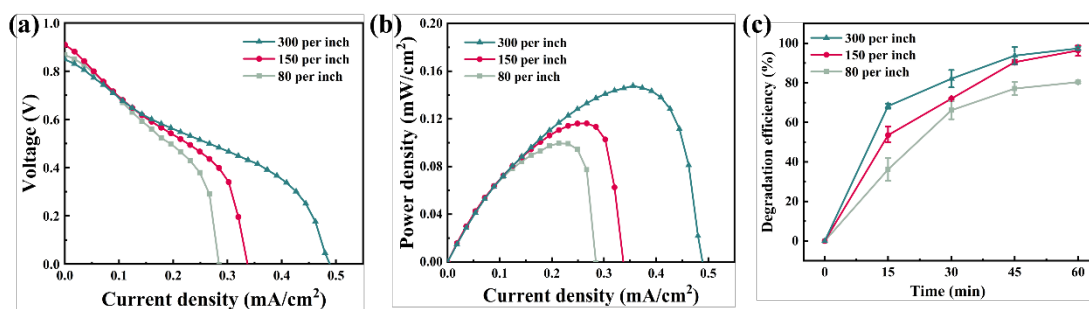 (a)
Voltage (V)
1.0
0.8
0.6
0.4
0.2
0.0
300 per inch
150 per inch
80 per inch
0.0 0.1 0.2 0.3 0.4 0.5
Current density (mA/cm²)
(b)
Power density (mW/cm²)
0.20
0.16
0.12
0.08
0.04
0.00
300 per inch
150 per inch
80 per inch
0.0 0.1 0.2 0.3 0.4 0.5
Current density (mA/cm²)
(c)
Degradation efficiency (%)
100
80
60
40
20
0
300 per inch
150 per inch
80 per inch
0 15 30 45 60
Time (min)